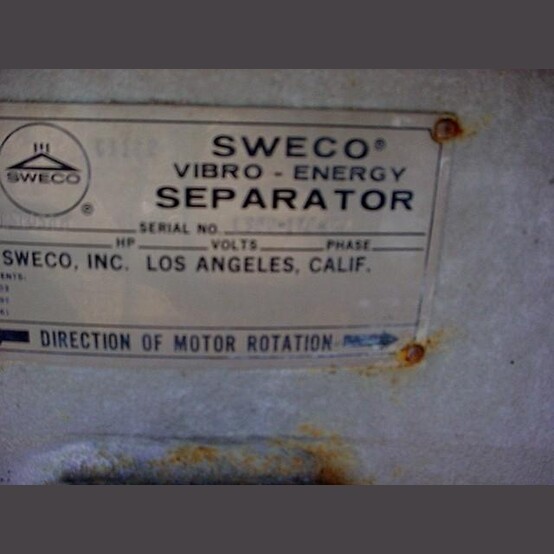 SWECO®
SWECO ®
VIBRO - ENERGY
SEPARATOR
SERIAL NO.
HP VOLTS PHASE
SWECO, INC. LOS ANGELES, CALIF.
DIRECTION OF MOTOR ROTATION